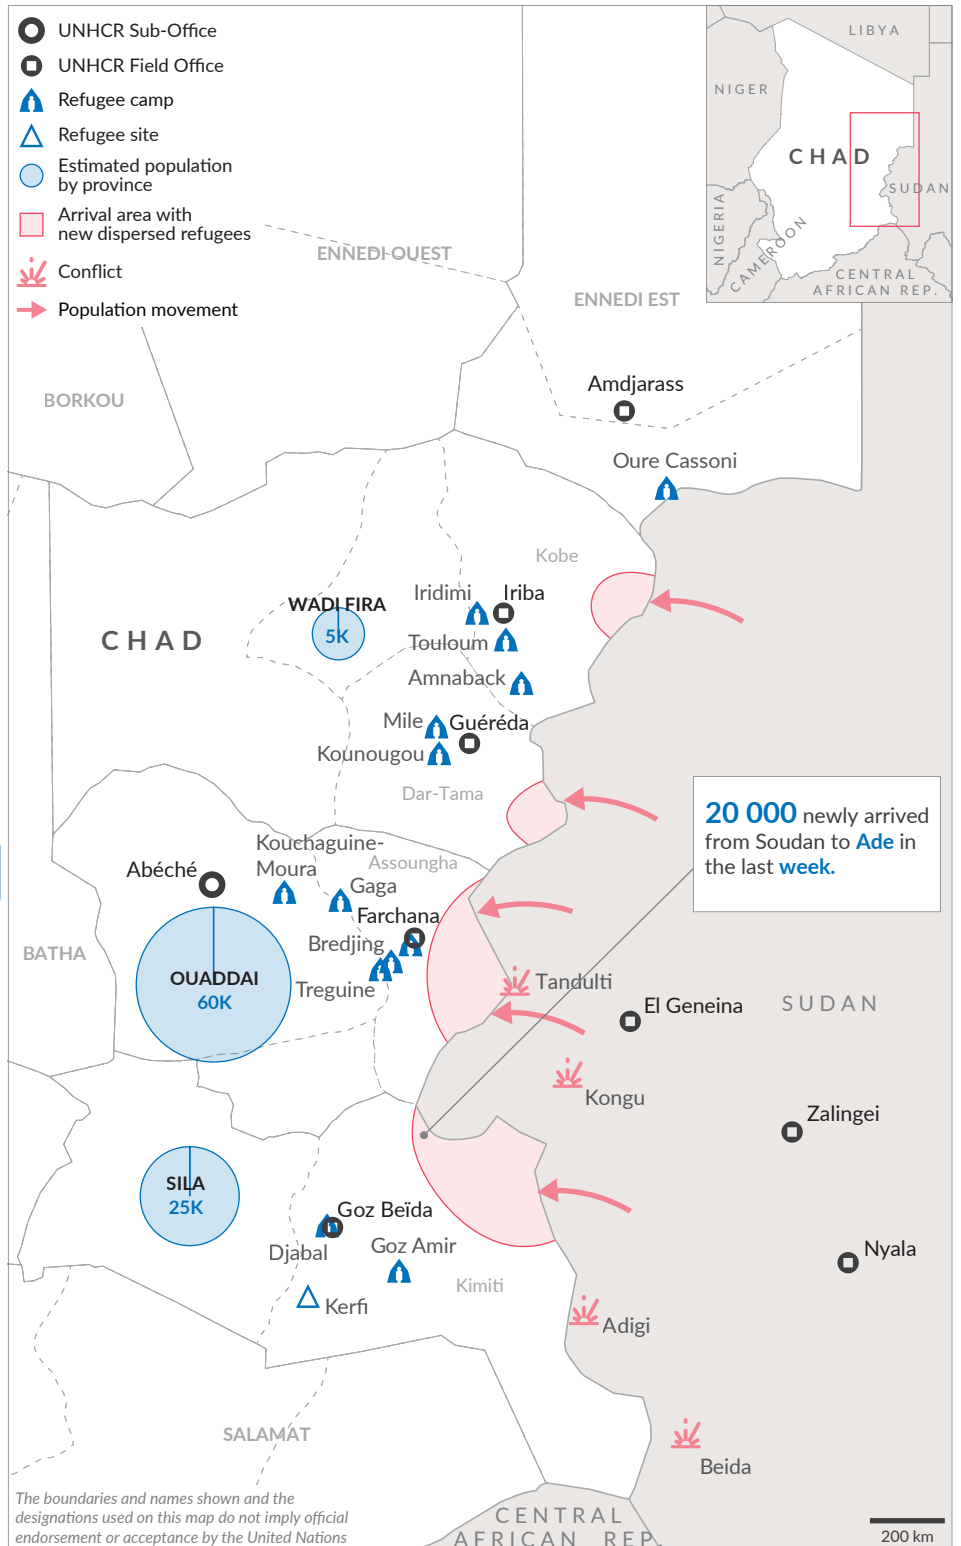 UNHCR Sub-Office
UNHCR Field Office
Refugee camp
Refugee site
Estimated population
by province
Arrival area with
new dispersed refugees
Conflict
Population movement
LIBYA
NIGER
CHAD
SUDAN
NIGERIA
CAMEROON
CENTRAL
AFRICAN REP.
ENNEDI OUEST
ENNEDI EST
BORKOU
Amdjarass
Oure Cassoni
Kobe
Iridimi
Iriba
WADI FIRA
5K
CHAD
Touloum
Amnaback
Mile
Guéréda
Kounougou
Dar-Tama
20 000 newly arrived
from Soudan to Ade in
the last week.
Kouchaguine-
Moura
Assoungha
Abéché
Gaga
Farchana
Bredjing
BATHA
OUADDAI
60K
Treguine
Tandulti
El Geneina
SUDAN
Kongu
Zalingei
SILA
25K
Goz Beïda
Djabal
Goz Amir
Nyala
Kimiti
Kerfi
Adigi
SALAMAT
Beida
The boundaries and names shown and the
designations used on this map do not imply official
endorsement or acceptance by the United Nations
CENTRAL
AFRICAN REP.
200 km